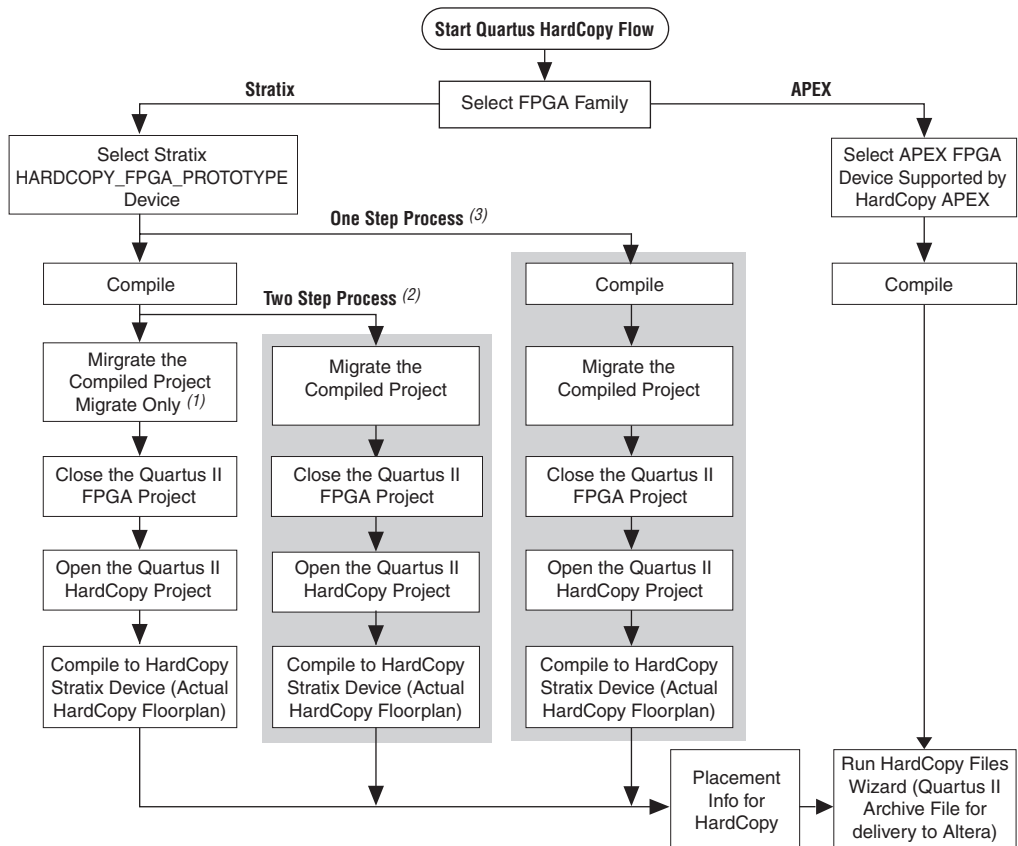 Start Quartus HardCopy Flow
Stratix
Select FPGA Family
APEX
Select Stratix
HARDCOPY_FPGA_PROTOTYPE
Device
Select APEX FPGA
Device Supported by
HardCopy APEX
One Step Process (3)
Compile
Compile
Compile
Two Step Process (2)
Mirgrate the
Compiled Project
Migrate Only (1)
Migrate the
Compiled Project
Migrate the
Compiled Project
Close the Quartus II
FPGA Project
Close the Quartus II
FPGA Project
Close the Quartus II
FPGA Project
Open the Quartus II
HardCopy Project
Open the Quartus II
HardCopy Project
Open the Quartus II
HardCopy Project
Compile to HardCopy
Stratix Device (Actual
HardCopy Floorplan)
Compile to HardCopy
Stratix Device (Actual
HardCopy Floorplan)
Compile to HardCopy
Stratix Device (Actual
HardCopy Floorplan)
Placement
Info for
HardCopy
Run HardCopy Files
Wizard (Quartus II
Archive File for
delivery to Altera)